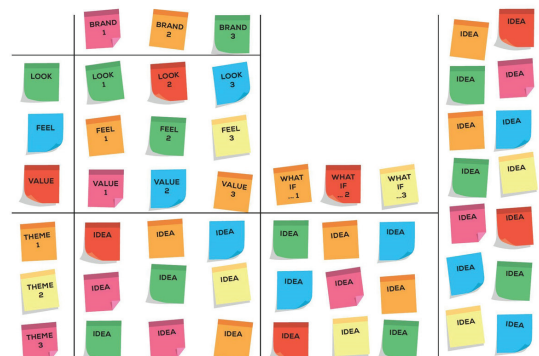 BRAND
1
BRAND
2
BRAND
3
IDEA
IDEA
LOOK
LOOK
1
LOOK
2
LOOK
3
IDEA
IDEA
FEEL
FEEL
1
FEEL
2
FEEL
3
IDEA
IDEA
VALUE
VALUE
1
VALUE
2
VALUE
3
WHAT
IF
...1
WHAT
IF
... 2
WHAT
IF
...3
IDEA
IDEA
THEME
1
IDEA
IDEA
IDEA
IDEA
IDEA
IDEA
IDEA
IDEA
THEME
2
IDEA
IDEA
IDEA
IDEA
IDEA
IDEA
IDEA
IDEA
THEME
3
IDEA
IDEA
IDEA
IDEA
IDEA
IDEA
IDEA
IDEA